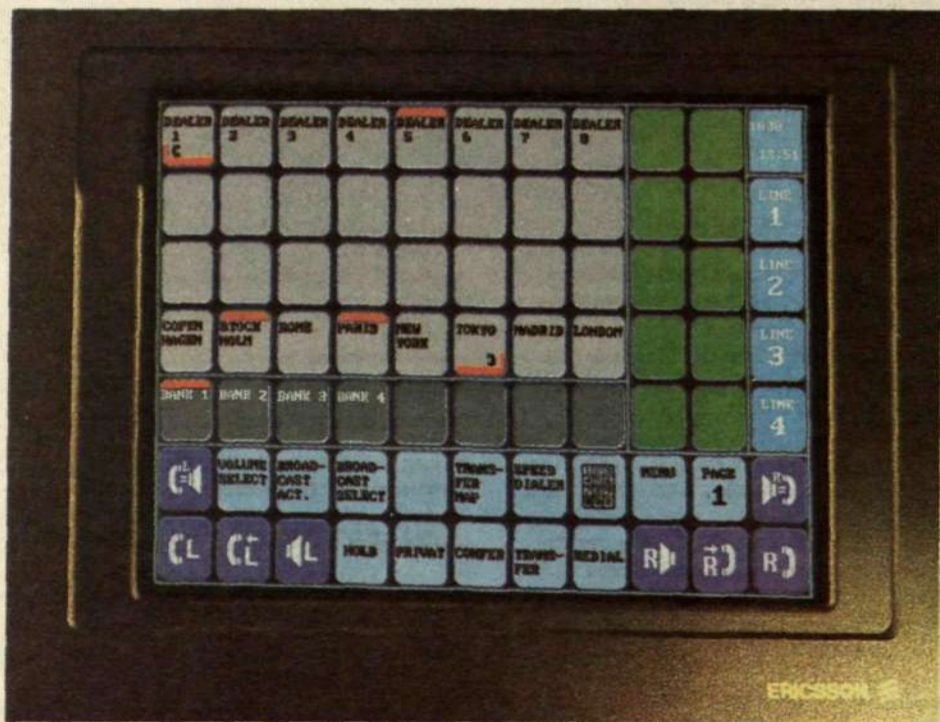 DEALER 1
DEALER 2
DEALER 3
DEALER 4
DEALER 5
DEALER 6
DEALER 7
DEALER 8
18:51
LINE 1
LINE 2
COPEN HAGEN
STOCK HOLM
ROME
PARIS
NEW YORK
TOKYO
MADRID
LONDON
LINE 3
BANK 1
BANK 2
BANK 3
BANK 4
LINE 4
L
VOLUME SELECT
BROAD-CAST ACT.
BROAD-CAST SELECT
TRANS-FER MAP
SPEED DIALER
MENU
PAGE 1
R
L
L
L
HOLD
PRIVAT
CONFER
TRANS-FER
REDIAL
R
R
R
ERICSSON